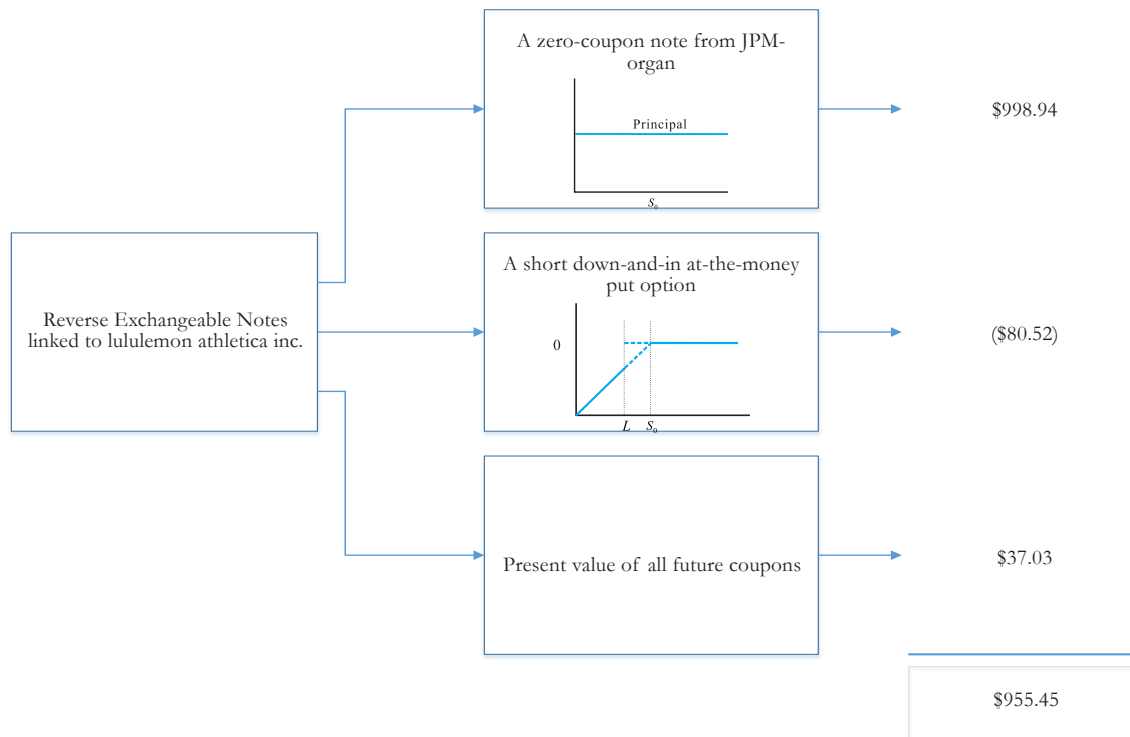 A zero-coupon note from JPM-
organ
Principal
S₀
$998.94
Reverse Exchangeable Notes
linked to lululemon athletica inc.
A short down-and-in at-the-money
put option
0
L S₀
($80.52)
Present value of all future coupons
$37.03
$955.45